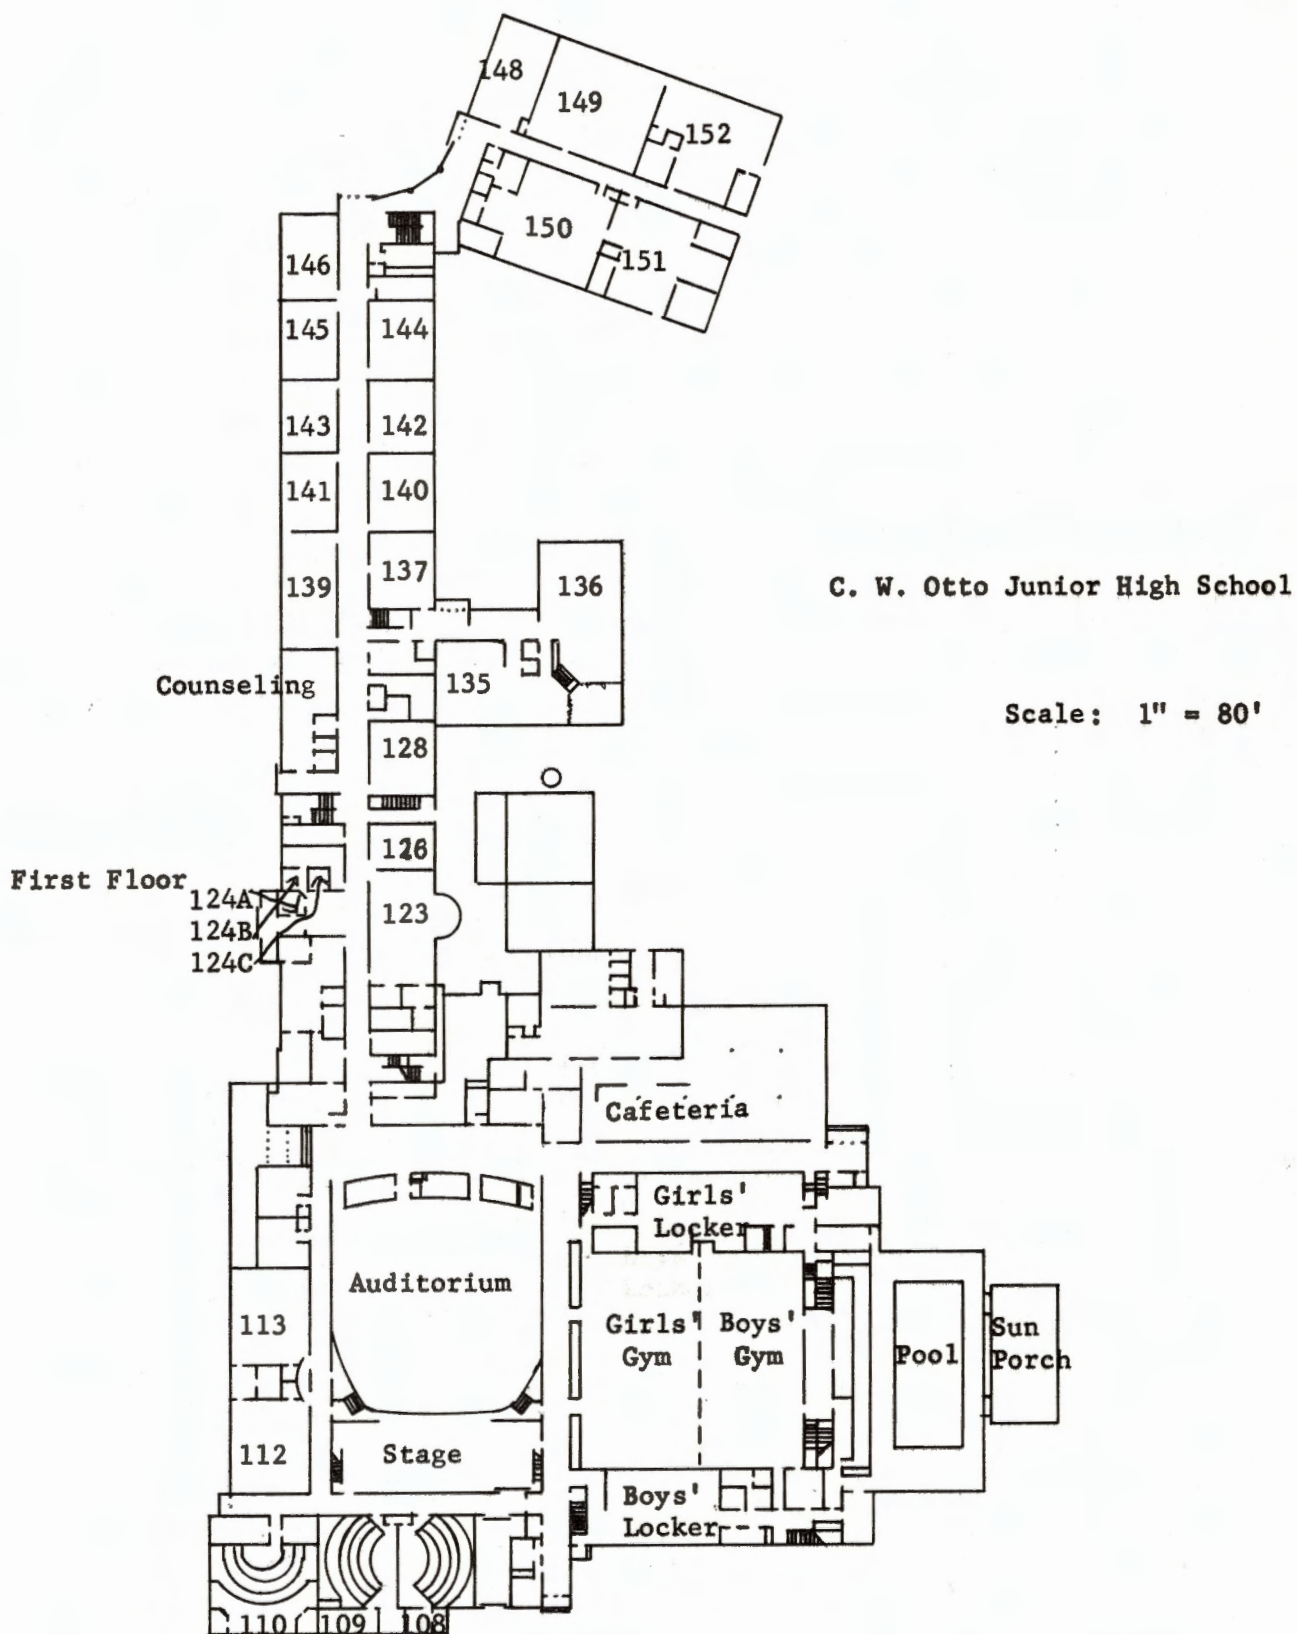 148
149
152
150
151
146
145
144
143
142
141
140
139
137
136
C. W. Otto Junior High School
Counseling
135
Scale: 1" = 80'
128
126
First Floor
124A
124B
124C
123
Cafeteria
Girls'
Locker
Auditorium
113
Girls'
Gym
Boys'
Gym
Pool
Sun
Porch
112
Stage
Boys'
Locker
110
109
108